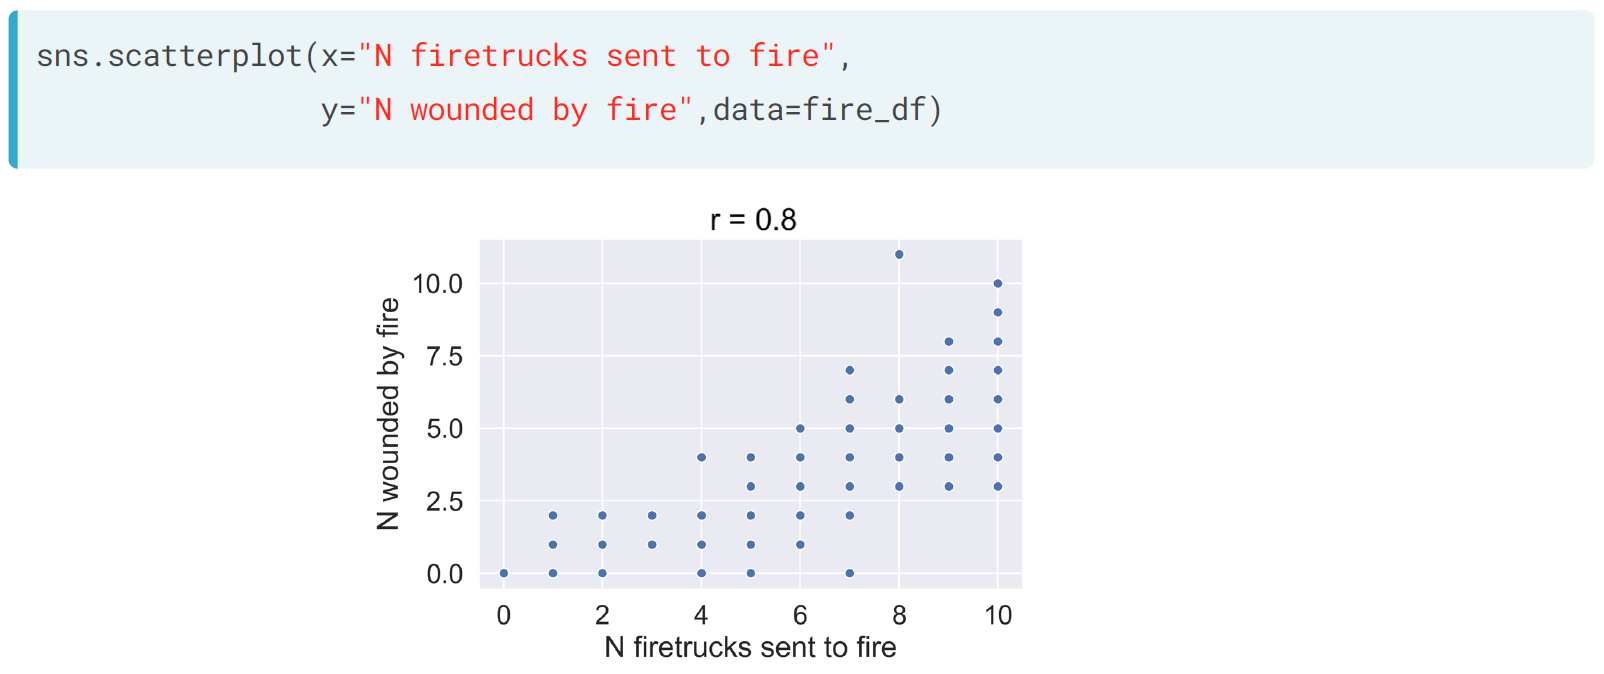 sns.scatterplot(x="N firetrucks sent to fire",
y="N wounded by fire",data=fire_df)
r = 0.8
10.0
7.5
5.0
2.5
0.0
N wounded by fire
0 2 4 6 8 10
N firetrucks sent to fire